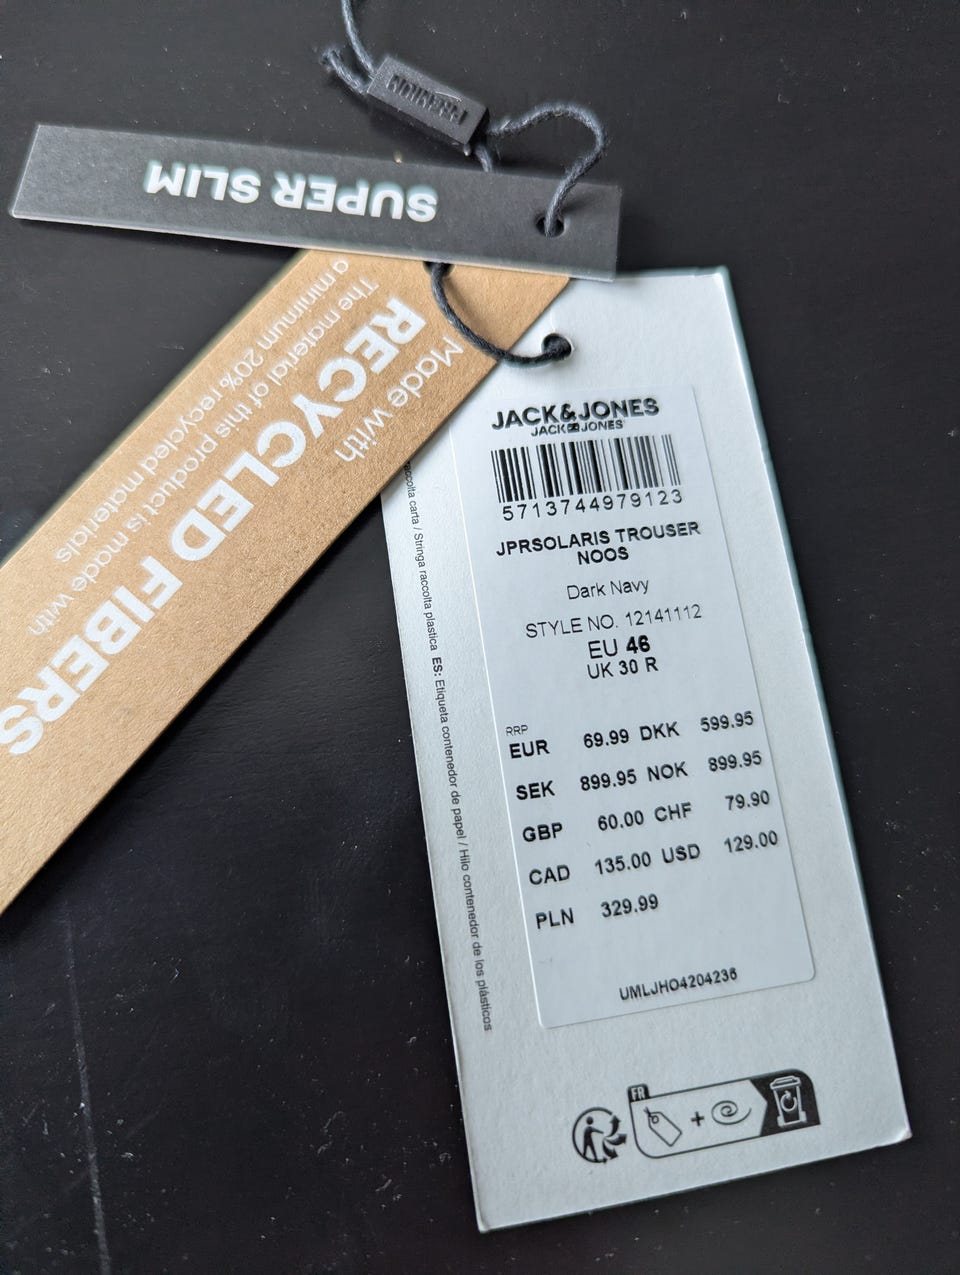 PREMIUM
SUPER SLIM
Made with
RECYCLED FIBERS
The material of this product is made with
a minimum 20% recycled materials
JACK&JONES
JACK JONES
5713744979123
JPRSOLARIS TROUSER
NOOS
Dark Navy
STYLE NO. 12141112
EU 46
UK 30 R
RRP
EUR 69.99 DKK 599.95
SEK 899.95 NOK 899.95
GBP 60.00 CHF 79.90
CAD 135.00 USD 129.00
PLN 329.99
UMLJHO4204236
raccolta carta / Stringa raccolta plastica ES: Etiqueta contenedor de papel / Hilo contenedor de los plásticos
FR
+